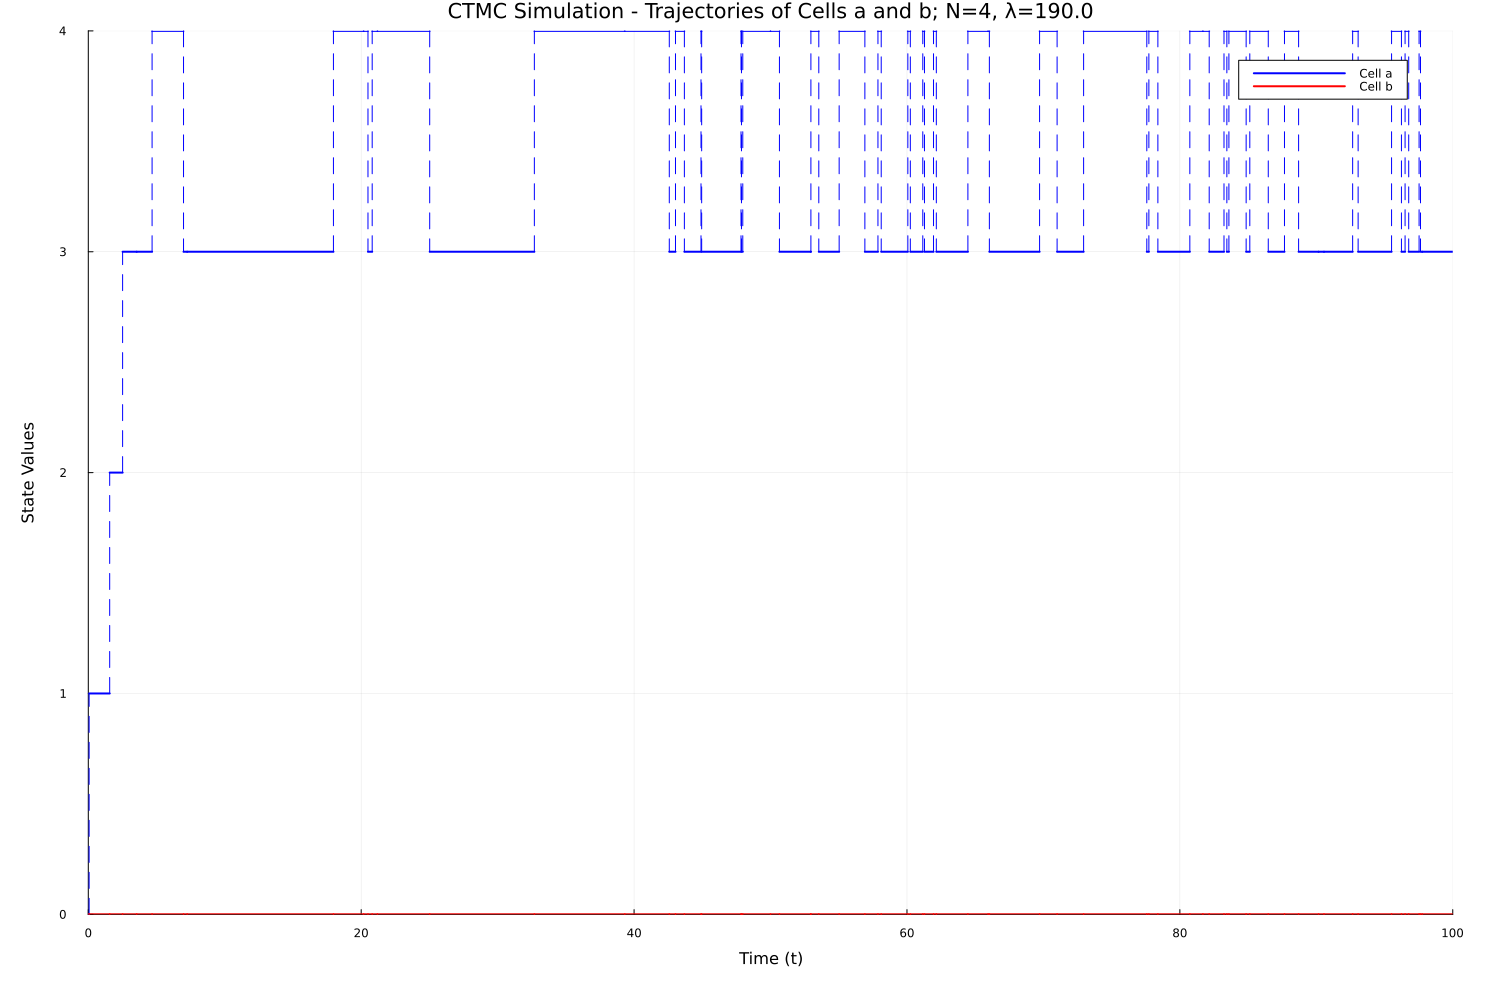 CTMC Simulation - Trajectories of Cells a and b; N=4, λ=190.0
4
Cell a
Cell b
3
State Values
2
1
0
0 20 40 60 80 100
Time (t)